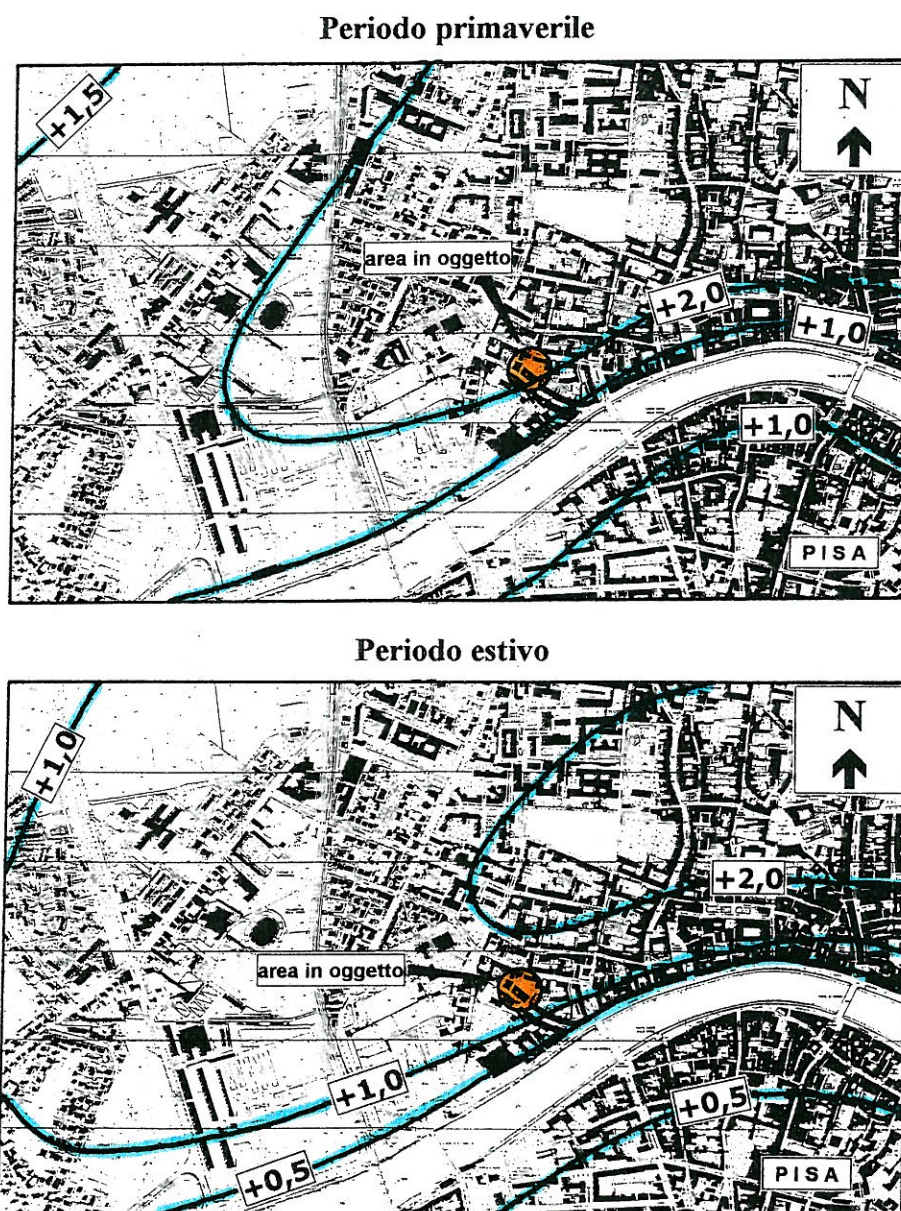 Periodo primaverile
+1,5
N
area in oggetto
+2,0
+1,0
+1,0
PISA
Periodo estivo
+1,0
N
+2,0
area in oggetto
+1,0
+0,5
+0,5
PISA